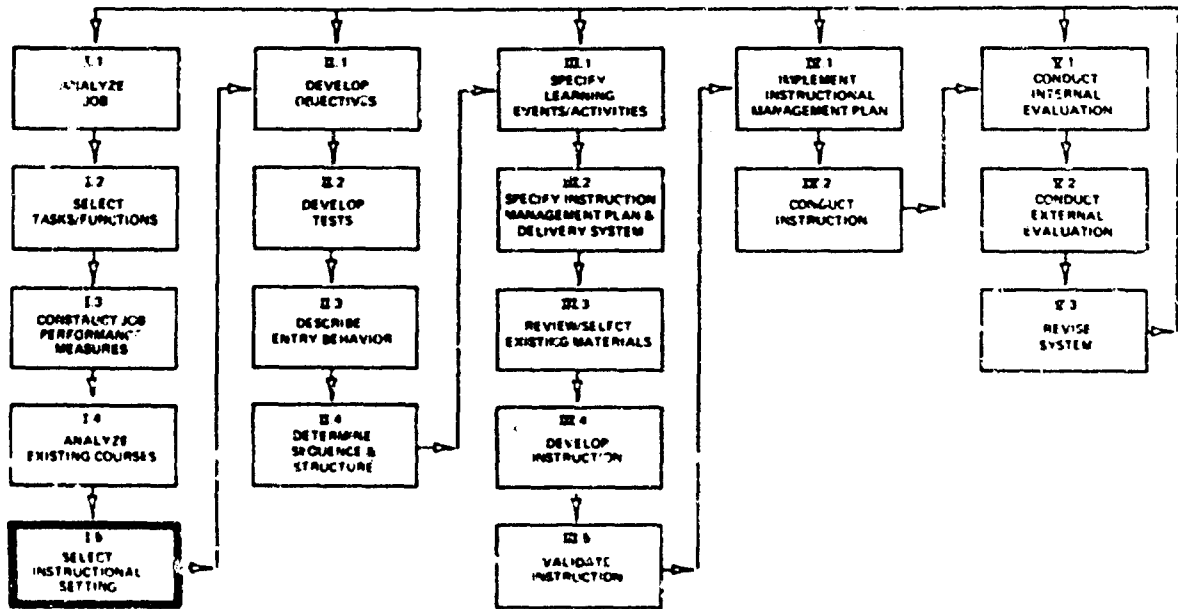 I.1
ANALYZE
JOB
I.2
SELECT
TASKS/FUNCTIONS
I.3
CONSTRUCT JOB
PERFORMANCE
MEASURES
I.4
ANALYZE
EXISTING COURSES
I.5
SELECT
INSTRUCTIONAL
SETTING
II.1
DEVELOP
OBJECTIVES
II.2
DEVELOP
TESTS
II.3
DESCRIBE
ENTRY BEHAVIOR
II.4
DETERMINE
SEQUENCE &
STRUCTURE
III.1
SPECIFY
LEARNING
EVENTS/ACTIVITIES
III.2
SPECIFY INSTRUCTION
MANAGEMENT PLAN &
DELIVERY SYSTEM
III.3
REVIEW/SELECT
EXISTING MATERIALS
III.4
DEVELOP
INSTRUCTION
III.5
VALIDATE
INSTRUCTION
IV.1
IMPLEMENT
INSTRUCTIONAL
MANAGEMENT PLAN
IV.2
CONDUCT
INSTRUCTION
V.1
CONDUCT
INTERNAL
EVALUATION
V.2
CONDUCT
EXTERNAL
EVALUATION
V.3
REVISE
SYSTEM